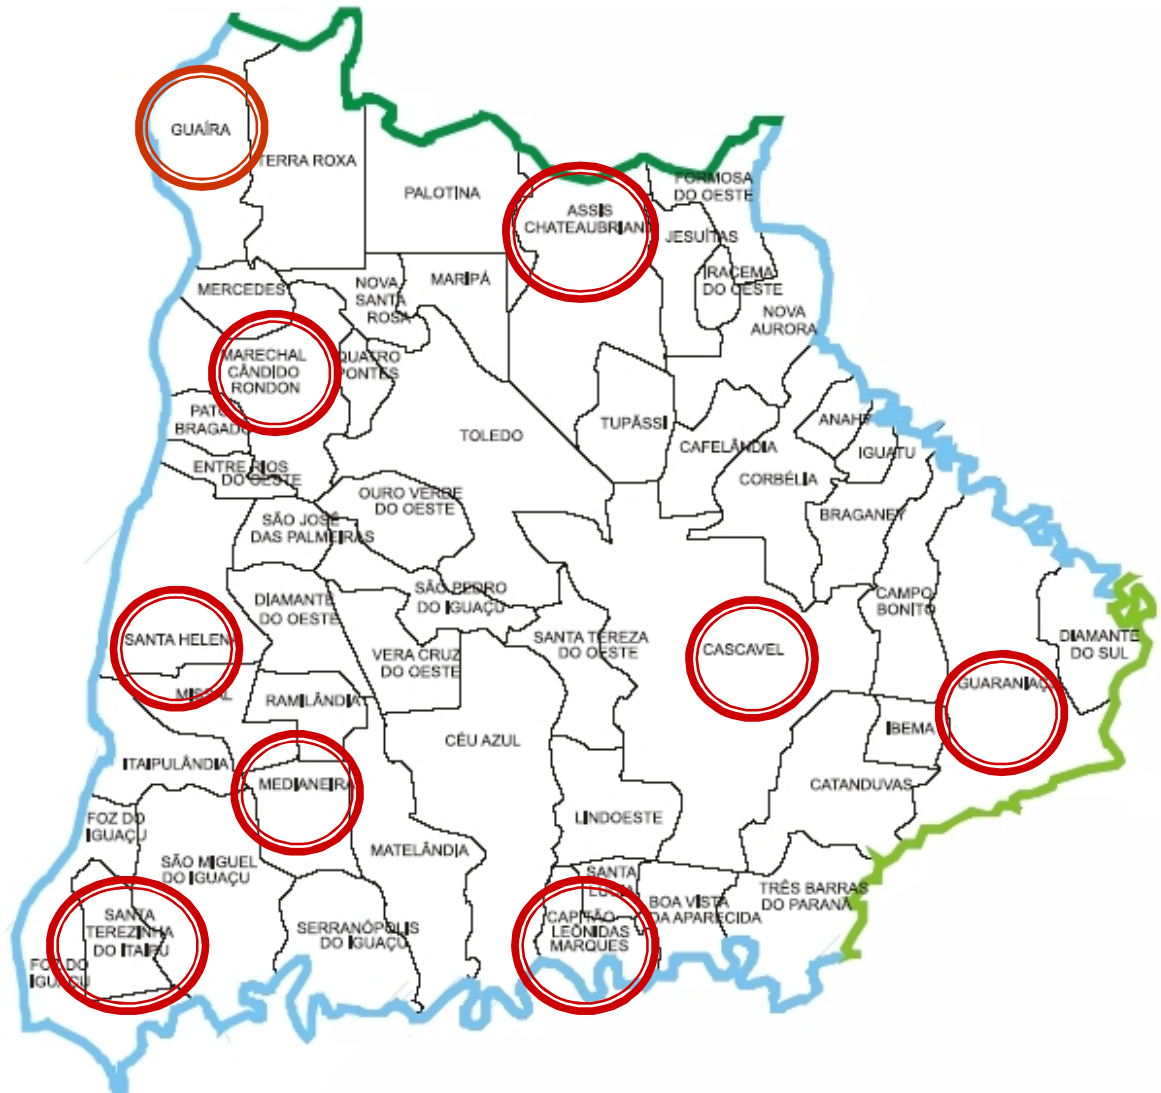 GUAÍRA
TERRA ROXA
PALOTINA
FORMOSA
DO OESTE
ASSIS
CHATEAUBRIAND
JESUÍTAS
MERCEDES
NOVA
SANTA
ROSA
MARIPÁ
IRACEMA
DO OESTE
NOVA
AURORA
MARECHAL
CÂNDIDO
RONDON
QUATRO
PONTES
PATO
BRAGADO
TOLEDO
TUPÃSSI
CAFELÂNDIA
ANAHY
IGUATU
ENTRE RIOS
DO OESTE
CORBÉLIA
OURO VERDE
DO OESTE
BRAGANEY
SÃO JOSÉ
DAS PALMEIRAS
DIAMANTE
DO OESTE
SÃO PEDRO
DO IGUAÇU
CAMPO
BONITO
SANTA HELENA
SANTA TEREZA
DO OESTE
CASCAVEL
DIAMANTE
DO SUL
VERA CRUZ
DO OESTE
GUARANIAÇU
MISSAL
RAMILÂNDIA
IBEMA
CÉU AZUL
ITAIPULÂNDIA
MEDIANEIRA
CATANDUVAS
FOZ DO
IGUAÇU
LINDOESTE
MATELÂNDIA
SÃO MIGUEL
DO IGUAÇU
SANTA
LÚCIA
BOA VISTA
DA APARECIDA
TRÊS BARRAS
DO PARANÁ
SANTA
TEREZINHA
DO ITAIPU
SERRANÓPOLIS
DO IGUAÇU
CAPITÃO
LEÔNIDAS
MARQUES
FOZ DO
IGUAÇU